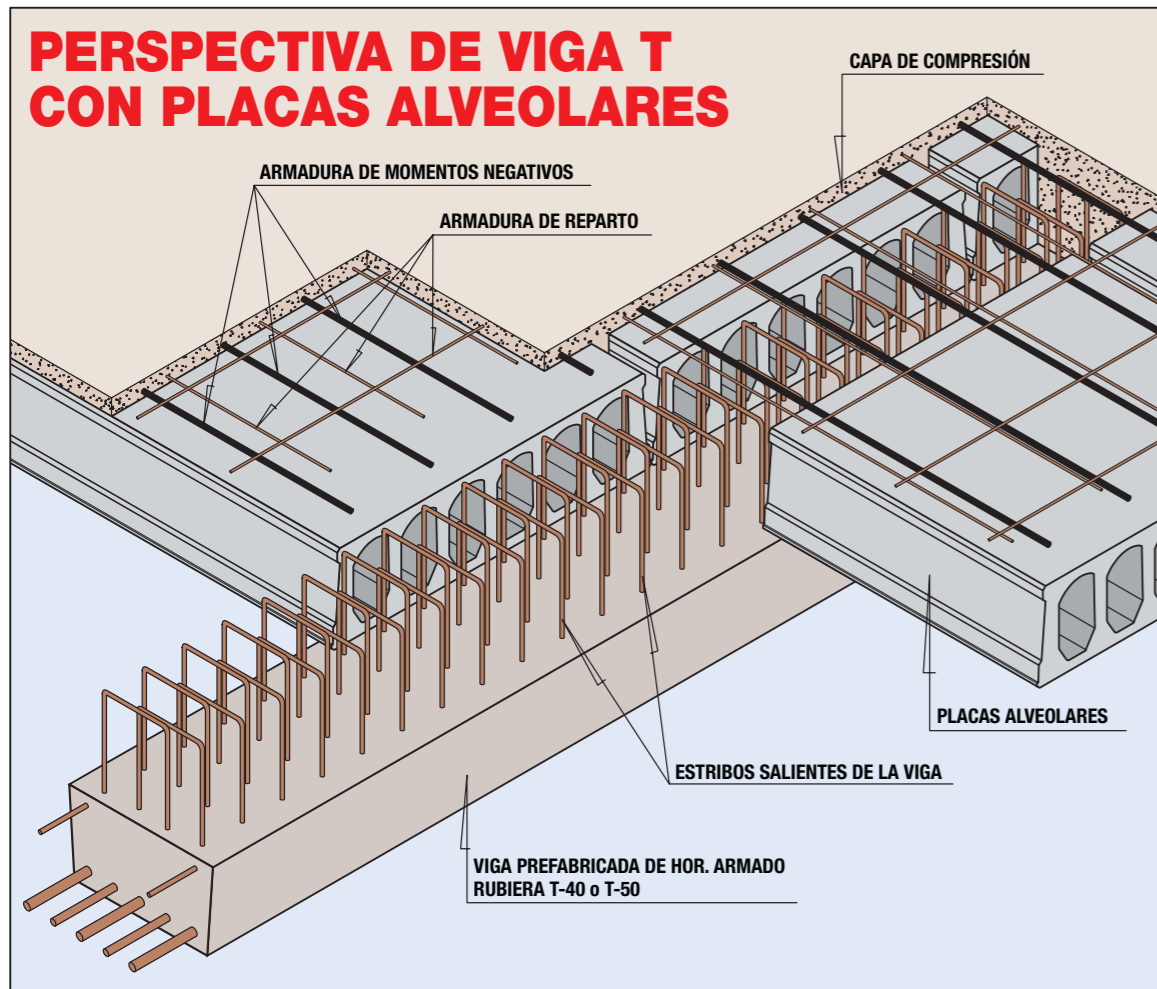 PERSPECTIVA DE VIGA T
CON PLACAS ALVEOLARES
CAPA DE COMPRESIÓN
ARMADURA DE MOMENTOS NEGATIVOS
ARMADURA DE REPARTO
PLACAS ALVEOLARES
ESTRIBOS SALIENTES DE LA VIGA
VIGA PREFABRICADA DE HOR. ARMADO
RUBIERA T-40 o T-50